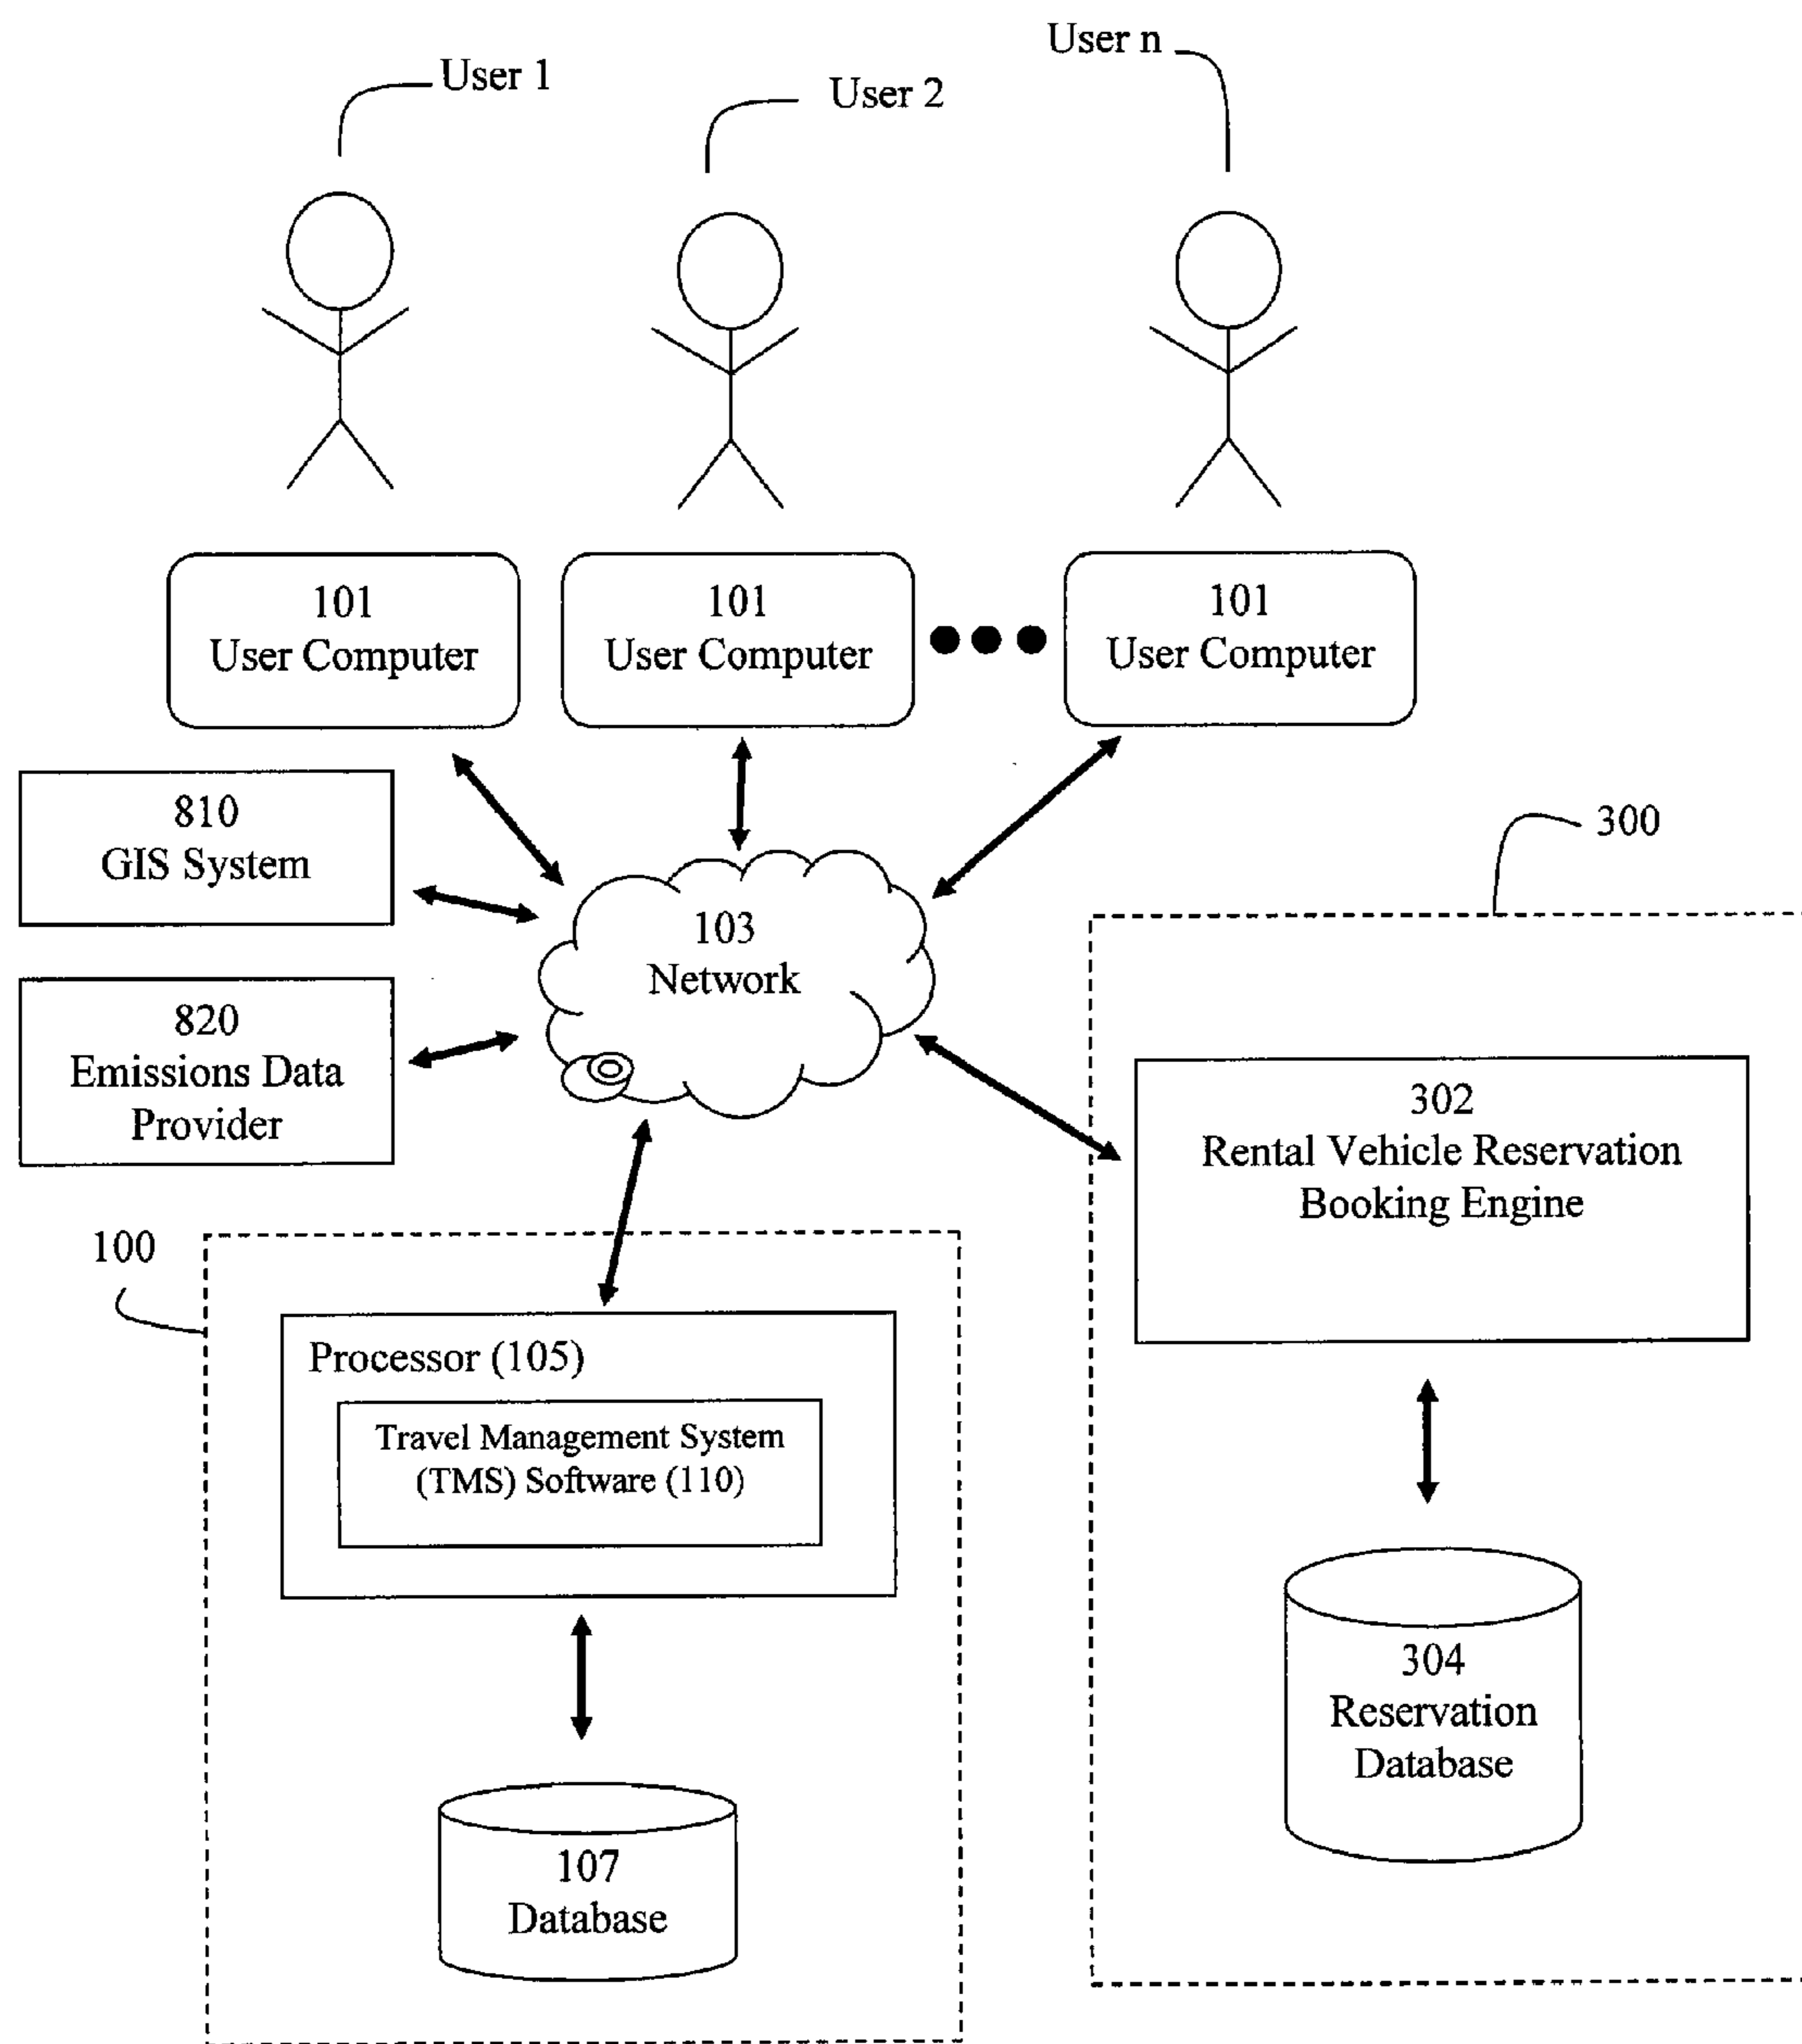 User 1
User 2
User n
101
User Computer
101
User Computer
101
User Computer
810
GIS System
300
103
Network
820
Emissions Data
Provider
302
Rental Vehicle Reservation
Booking Engine
100
Processor (105)
Travel Management System
(TMS) Software (110)
304
Reservation
Database
107
Database